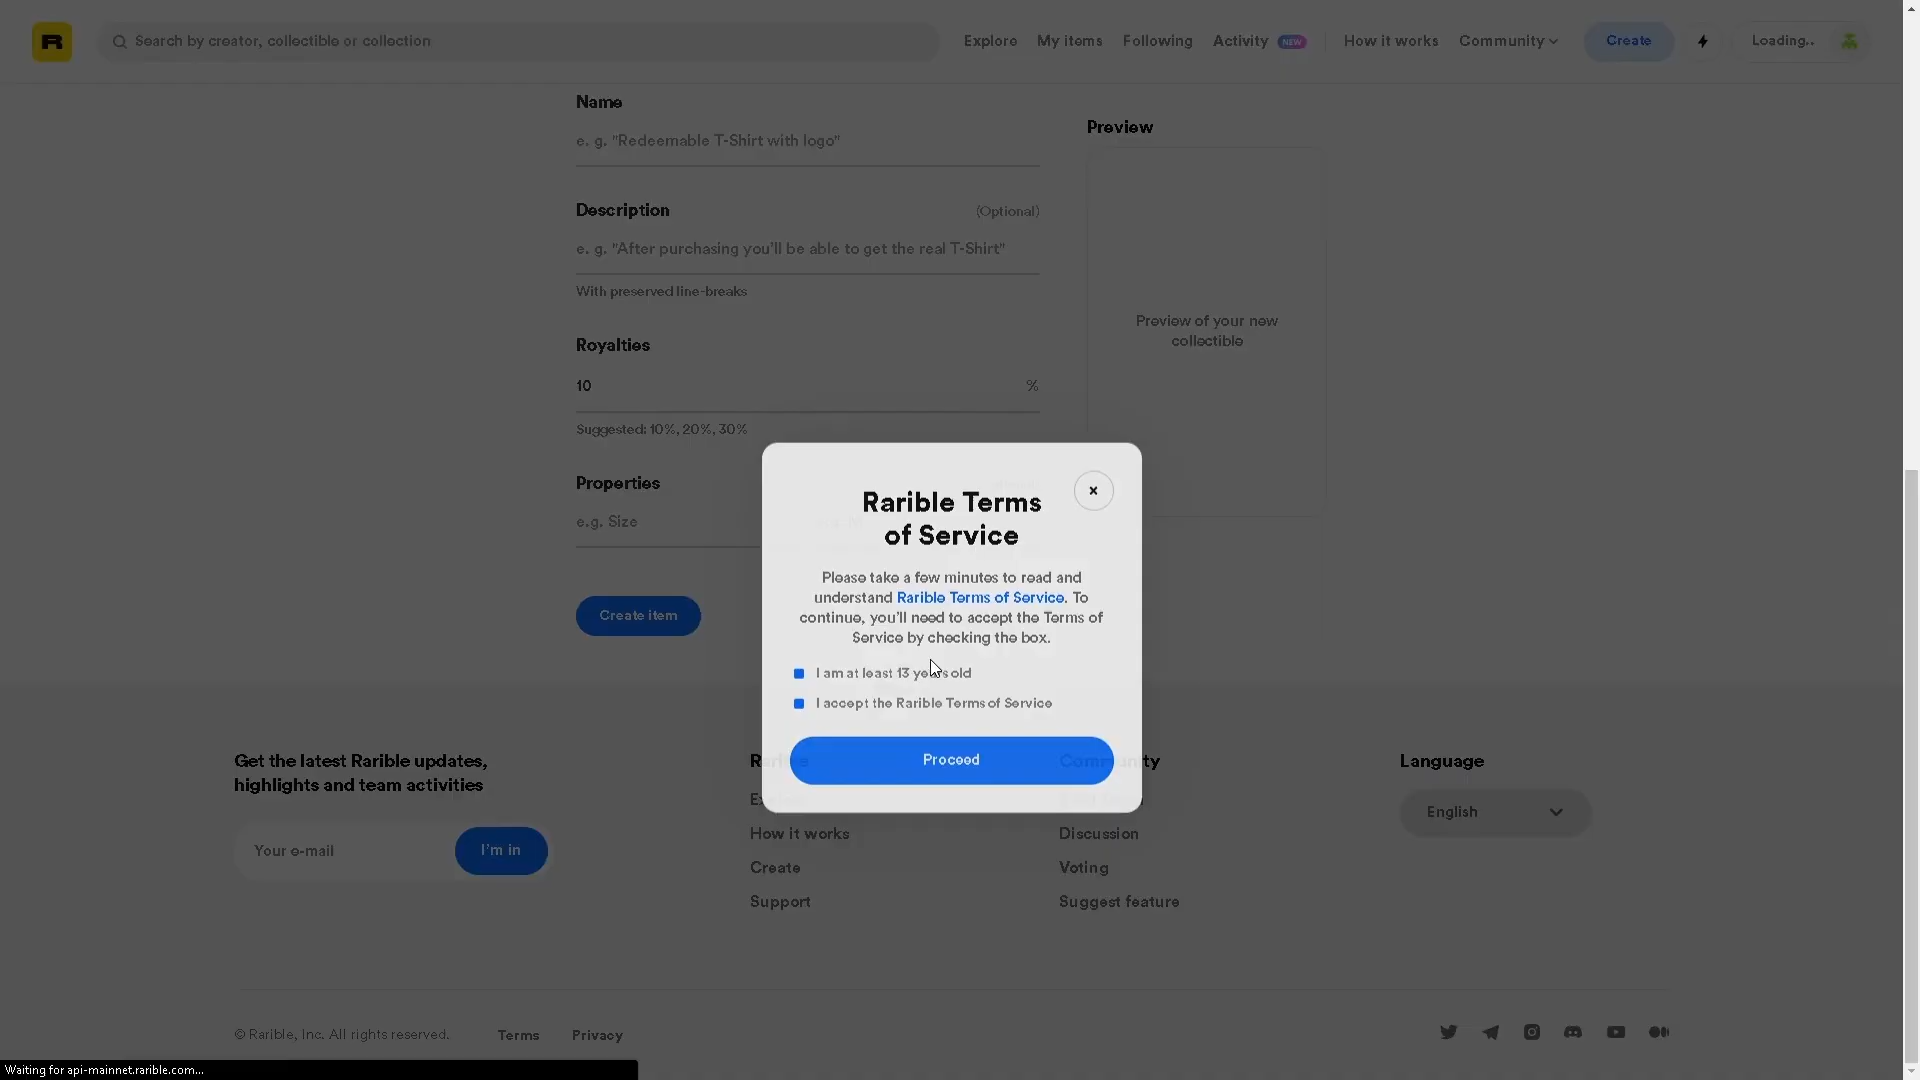 R
Search by creator, collectible or collection
Explore
My items
Following
Activity NEW
How it works
Community
Create
Loading..
Name
e. g. "Redeemable T-Shirt with logo"
Description
(Optional)
e. g. "After purchasing you'll be able to get the real T-Shirt"
With preserved line-breaks
Royalties
10
%
Suggested: 10%, 20%, 30%
Properties
e.g. Size
Create item
Preview
Preview of your new
collectible
Rarible Terms
of Service
Please take a few minutes to read and
understand Rarible Terms of Service. To
continue, you'll need to accept the Terms of
Service by checking the box.
I am at least 13 years old
I accept the Rarible Terms of Service
Proceed
Get the latest Rarible updates,
highlights and team activities
Your e-mail
I'm in
How it works
Create
Support
Community
Discussion
Voting
Suggest feature
Language
English
© Rarible, Inc. All rights reserved.
Terms
Privacy
Waiting for api-mainnet.rarible.com...